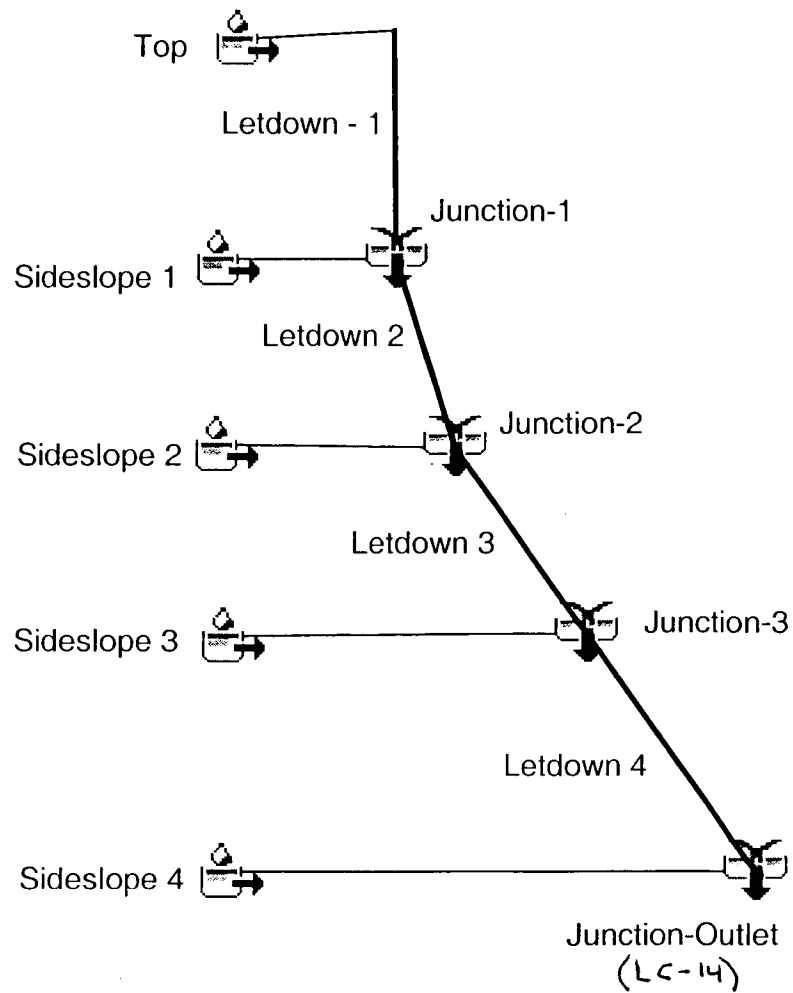 Top
Letdown - 1
Junction-1
Sideslope 1
Letdown 2
Junction-2
Sideslope 2
Letdown 3
Junction-3
Sideslope 3
Letdown 4
Sideslope 4
Junction-Outlet
(LC-14)